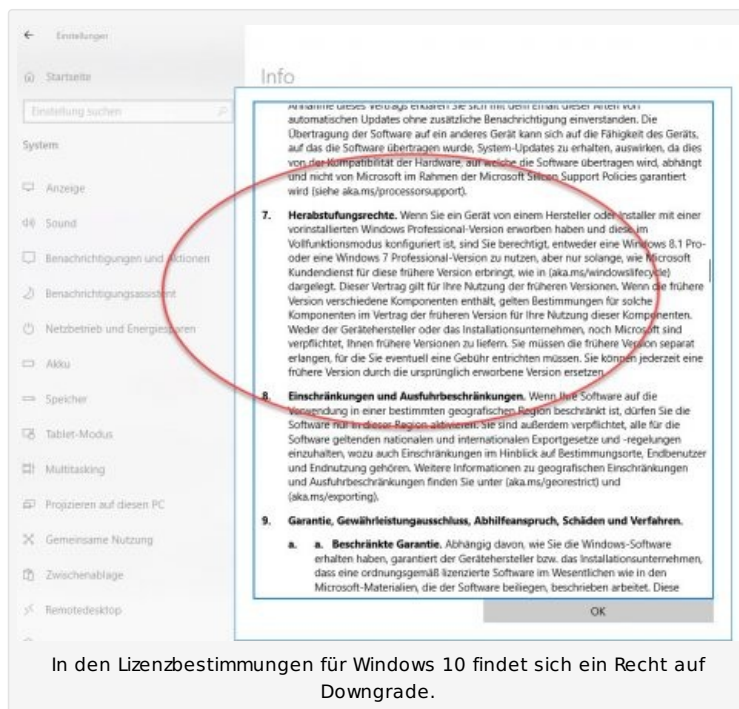 Einstellungen
Startseite
Info
Einstellung suchen
System
Anzeige
Sound
Benachrichtigungen und Aktionen
Benachrichtigungsassistent
Netzbetrieb und Energiesparen
Akku
Speicher
Tablet-Modus
Multitasking
Projizieren auf diesen PC
Gemeinsame Nutzung
Zwischenablage
Remotedesktop
Annahme dieses Vertrags erklären Sie sich mit dem Erhalt dieser Arten von
automatischen Updates ohne zusätzliche Benachrichtigung einverstanden. Die
Übertragung der Software auf ein anderes Gerät kann sich auf die Fähigkeit des Geräts,
auf das die Software übertragen wurde, System-Updates zu erhalten, auswirken, da dies
von der Kompatibilität der Hardware, auf welche die Software übertragen wird, abhängt
und nicht von Microsoft im Rahmen der Microsoft Silicon Support Policies garantiert
wird (siehe aka.ms/processorsupport).
7. Herabstufungsrechte. Wenn Sie ein Gerät von einem Hersteller oder Installer mit einer
vorinstallierten Windows Professional-Version erworben haben und diese im
Vollfunktionsmodus konfiguriert ist, sind Sie berechtigt, entweder eine Windows 8.1 Pro-
oder eine Windows 7 Professional-Version zu nutzen, aber nur solange, wie Microsoft
Kundendienst für diese frühere Version erbringt, wie in (aka.ms/windowslifecycle)
dargelegt. Dieser Vertrag gilt für Ihre Nutzung der früheren Versionen. Wenn die frühere
Version verschiedene Komponenten enthält, gelten Bestimmungen für solche
Komponenten im Vertrag der früheren Version für Ihre Nutzung dieser Komponenten.
Weder der Gerätehersteller oder das Installationsunternehmen, noch Microsoft sind
verpflichtet, Ihnen frühere Versionen zu liefern. Sie müssen die frühere Version separat
erlangen, für die Sie eventuell eine Gebühr entrichten müssen. Sie können jederzeit eine
frühere Version durch die ursprünglich erworbene Version ersetzen.
8. Einschränkungen und Ausfuhrbeschränkungen. Wenn Ihre Software auf die
Verwendung in einer bestimmten geografischen Region beschränkt ist, dürfen Sie die
Software nur in dieser Region aktivieren. Sie sind außerdem verpflichtet, alle für die
Software geltenden nationalen und internationalen Exportgesetze und -regelungen
einzuhalten, wozu auch Einschränkungen im Hinblick auf Bestimmungsorte, Endbenutzer
und Endnutzung gehören. Weitere Informationen zu geografischen Einschränkungen
und Ausfuhrbeschränkungen finden Sie unter (aka.ms/georestrict) und
(aka.ms/exporting).
9. Garantie, Gewährleistungausschluss, Abhilfeanspruch, Schäden und Verfahren.
a. a. Beschränkte Garantie. Abhängig davon, wie Sie die Windows-Software
erhalten haben, garantiert der Gerätehersteller bzw. das Installationsunternehmen,
dass eine ordnungsgemäß lizenzierte Software im Wesentlichen wie in den
Microsoft-Materialien, die der Software beiliegen, beschrieben arbeitet. Diese
OK
In den Lizenzbestimmungen für Windows 10 findet sich ein Recht auf
Downgrade.